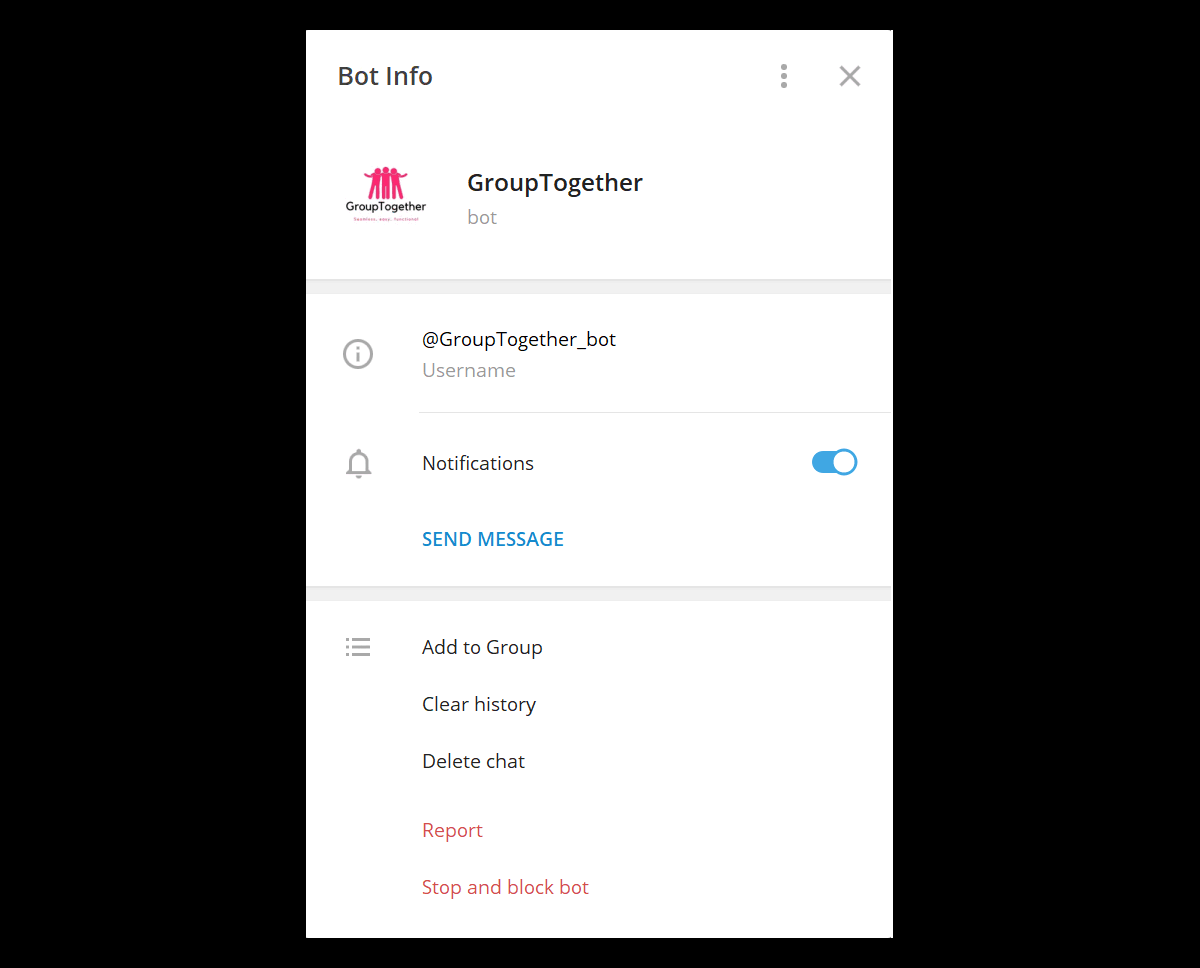 Bot Info
GroupTogether
GroupTogether
bot
@GroupTogether_bot
Username
Notifications
SEND MESSAGE
Add to Group
Clear history
Delete chat
Report
Stop and block bot